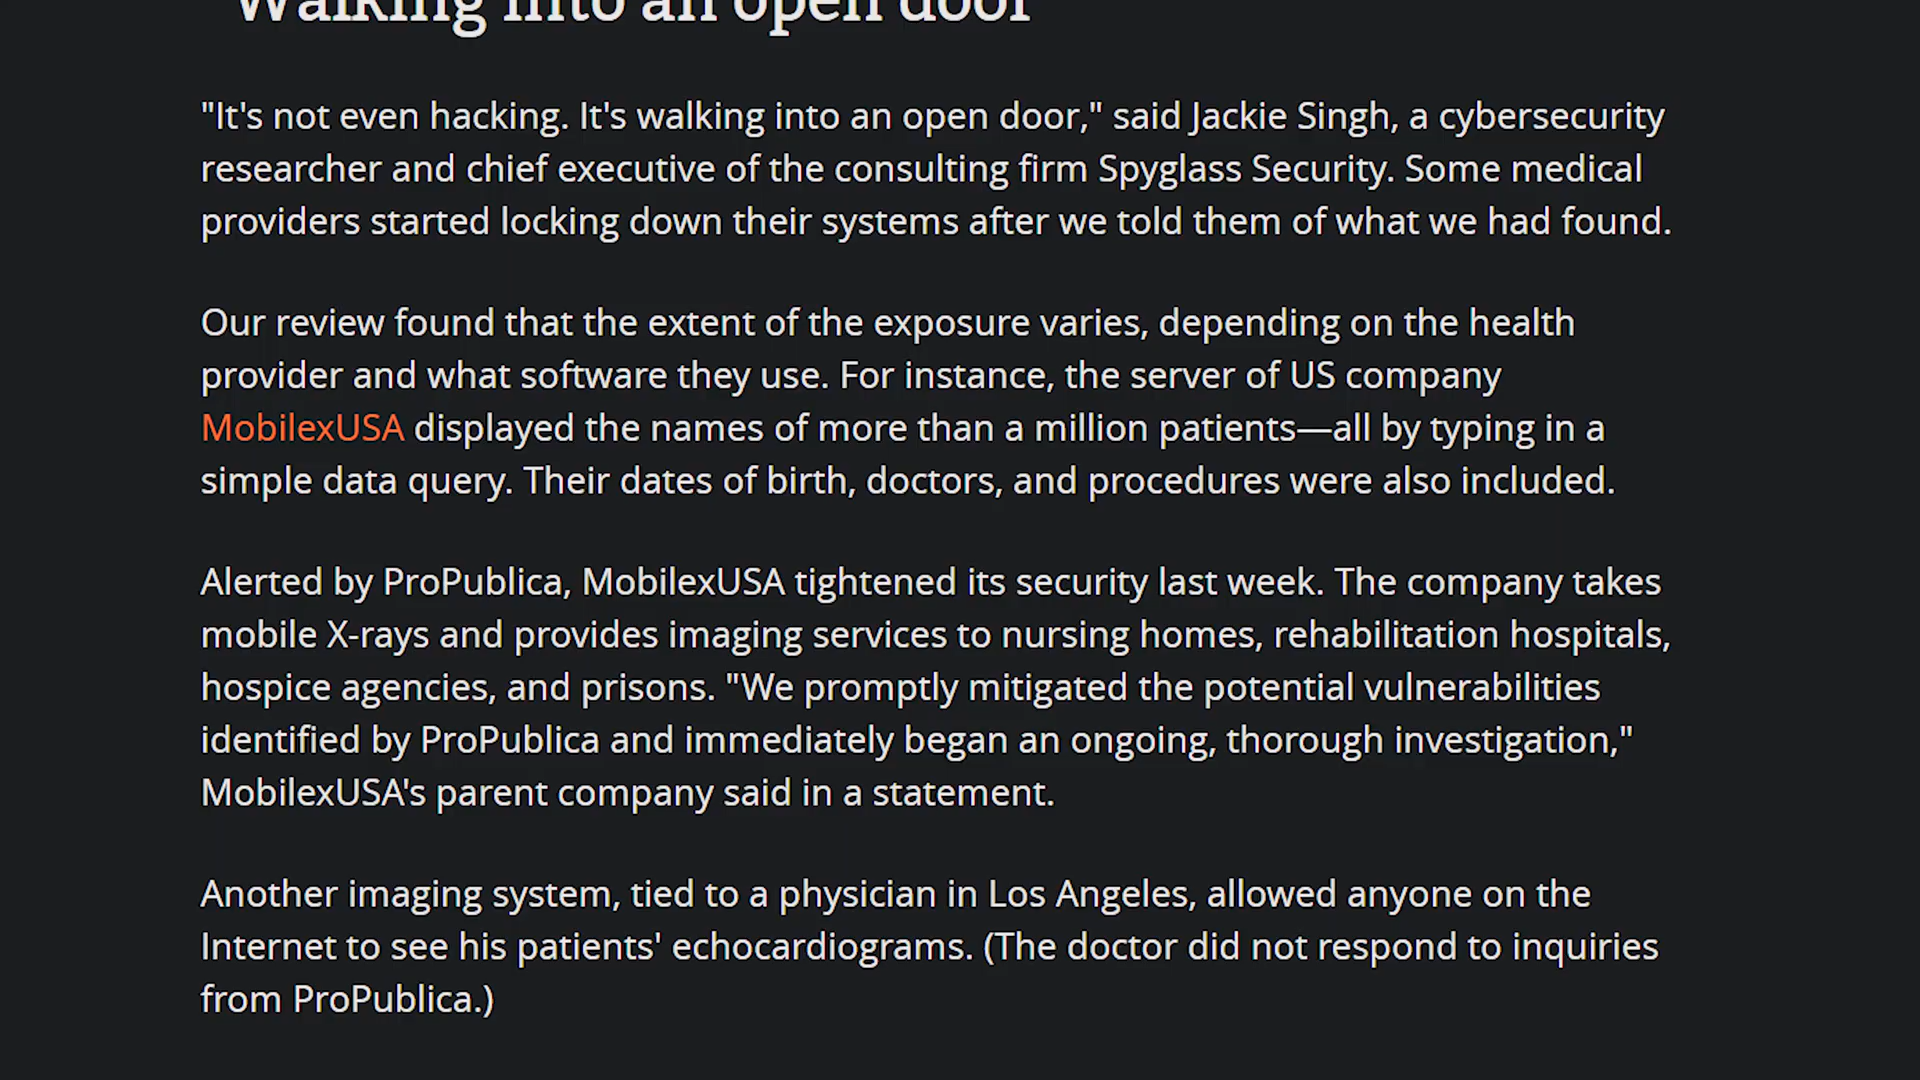 Walking into an open door
"It's not even hacking. It's walking into an open door," said Jackie Singh, a cybersecurity
researcher and chief executive of the consulting firm Spyglass Security. Some medical
providers started locking down their systems after we told them of what we had found.
Our review found that the extent of the exposure varies, depending on the health
provider and what software they use. For instance, the server of US company
MobilexUSA displayed the names of more than a million patients—all by typing in a
simple data query. Their dates of birth, doctors, and procedures were also included.
Alerted by ProPublica, MobilexUSA tightened its security last week. The company takes
mobile X-rays and provides imaging services to nursing homes, rehabilitation hospitals,
hospice agencies, and prisons. "We promptly mitigated the potential vulnerabilities
identified by ProPublica and immediately began an ongoing, thorough investigation,"
MobilexUSA's parent company said in a statement.
Another imaging system, tied to a physician in Los Angeles, allowed anyone on the
Internet to see his patients' echocardiograms. (The doctor did not respond to inquiries
from ProPublica.)